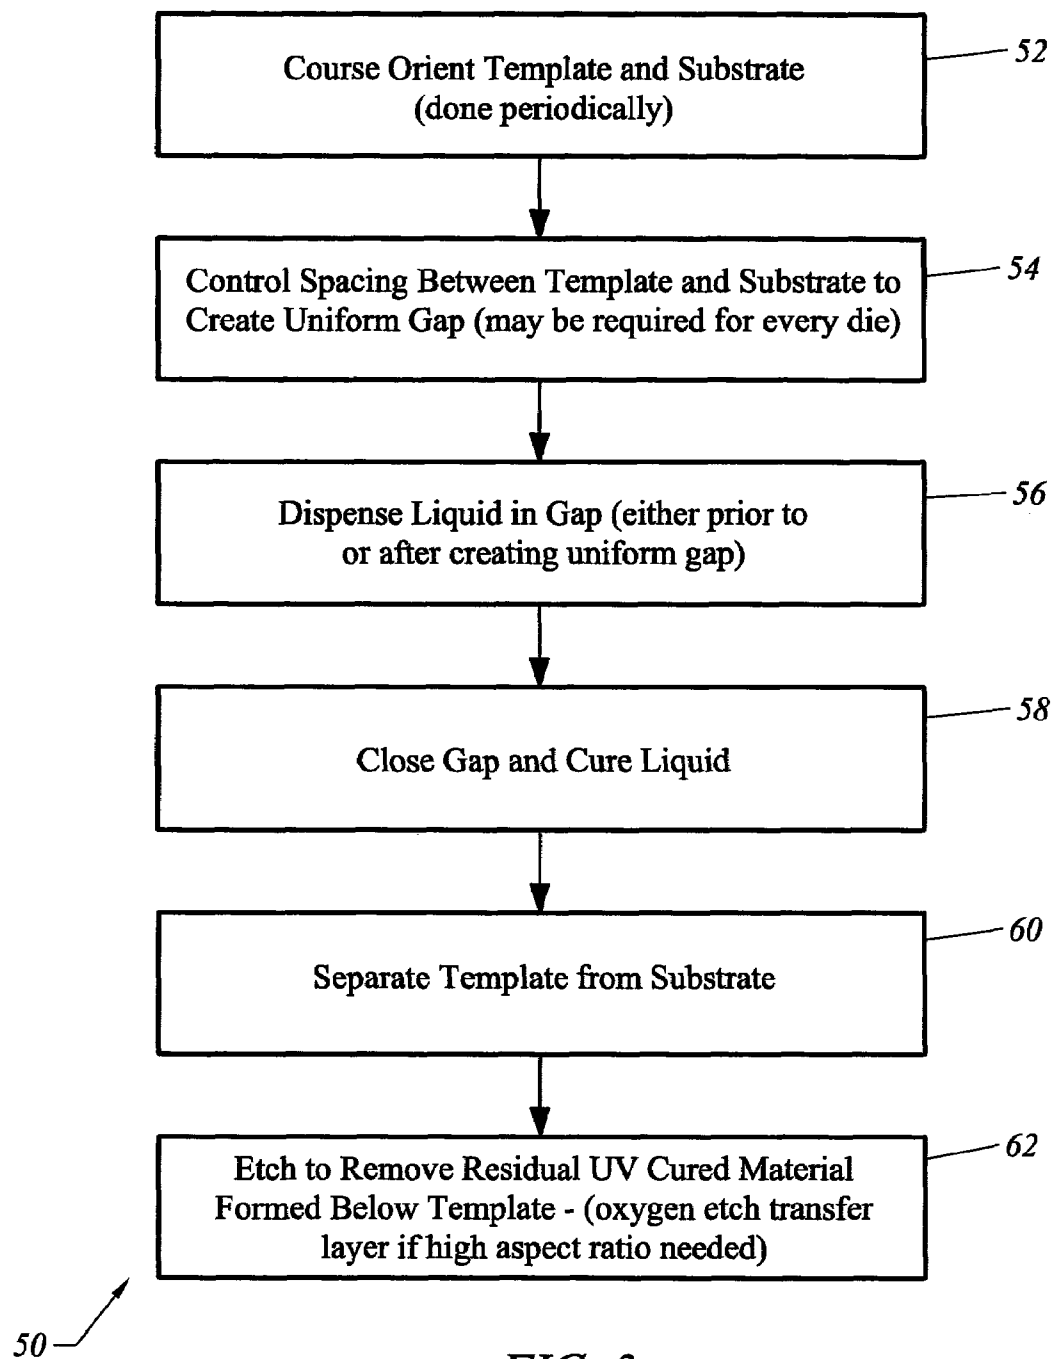 Course Orient Template and Substrate
(done periodically)
52
Control Spacing Between Template and Substrate to
Create Uniform Gap (may be required for every die)
54
Dispense Liquid in Gap (either prior to
or after creating uniform gap)
56
Close Gap and Cure Liquid
58
Separate Template from Substrate
60
Etch to Remove Residual UV Cured Material
Formed Below Template - (oxygen etch transfer
layer if high aspect ratio needed)
62
50
FIG.